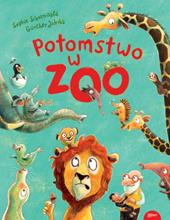 Sophie Schoenwald
Günther Jakobs
Potomstwo
w
ZOO